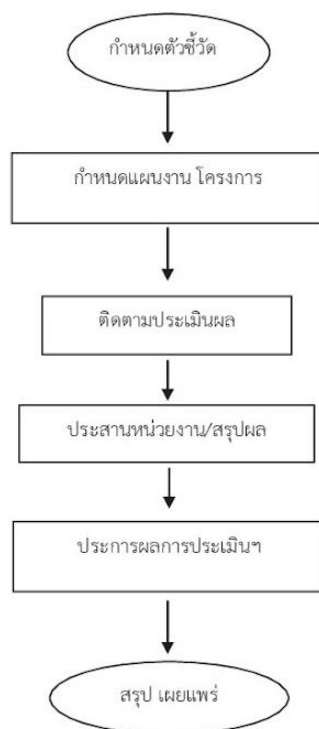 กำหนดตัวชี้วัด
กำหนดแผนงาน โครงการ
ติดตามประเมินผล
ประสานหน่วยงาน/สรุปผล
ประการผลการประเมินฯ
สรุป เผยแพร่